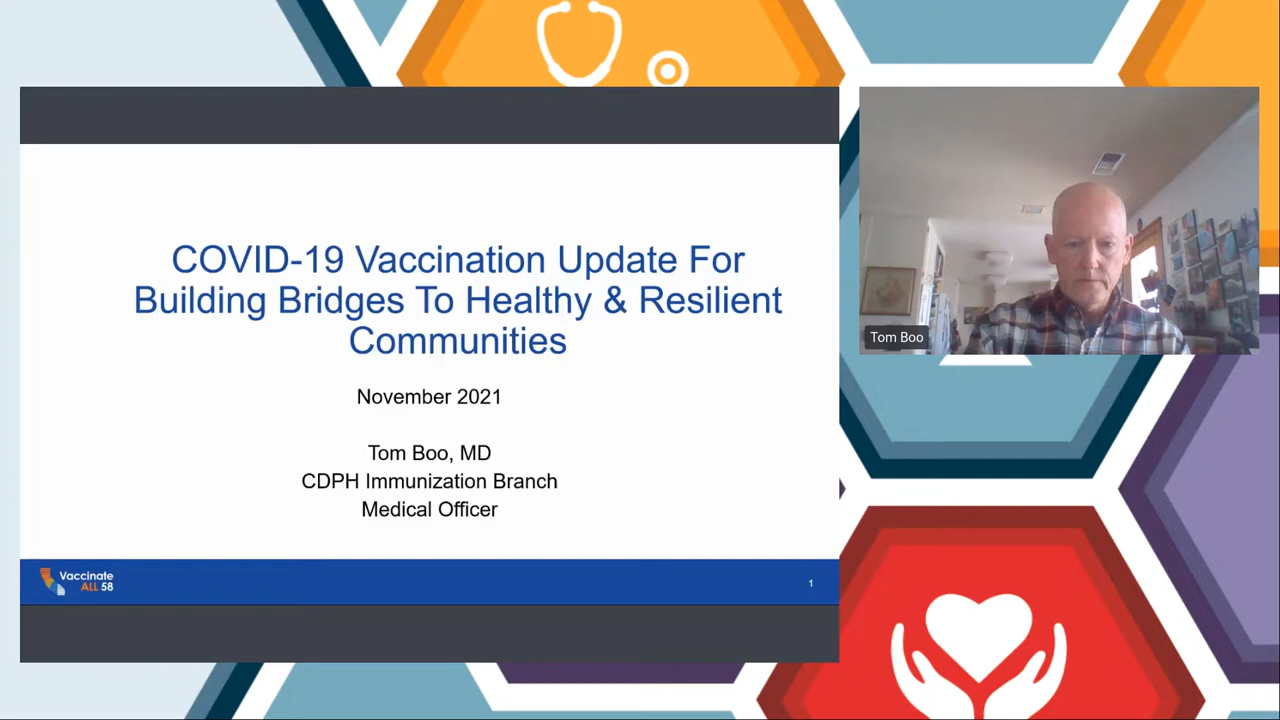 COVID-19 Vaccination Update For
Building Bridges To Healthy & Resilient
Communities
November 2021
Tom Boo, MD
CDPH Immunization Branch
Medical Officer
Vaccinate
ALL 58
1
Tom Boo